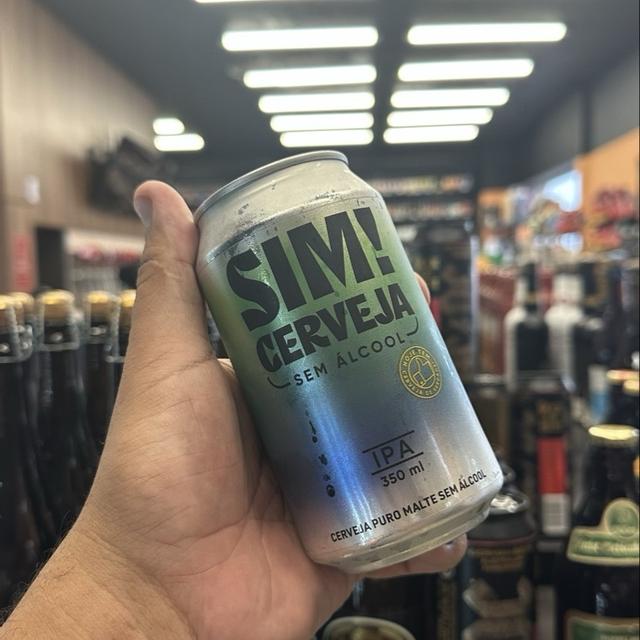 SIM!
CERVEJA
SEM ÁLCOOL
IPA
350 ml
CERVEJA PURO MALTE SEM ÁLCOOL